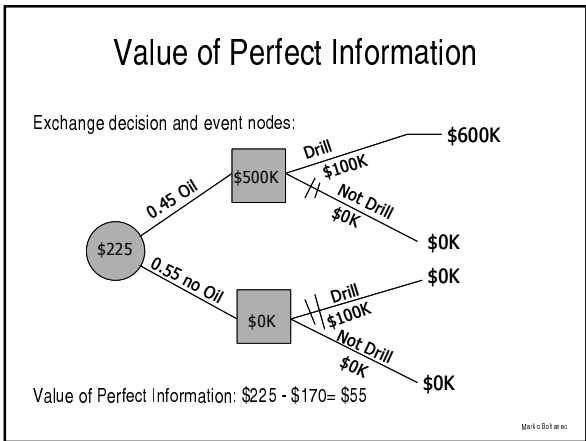 Value of Perfect Information
Exchange decision and event nodes:
$600K
Drill
$100K
$500K
0.45 Oil
Not Drill
$0K
$0K
$225
0.55 no Oil
$0K
Drill
$100K
$0K
Not Drill
$0K
$0K
Value of Perfect Information: $225 - $170= $55
Marko Bohanec